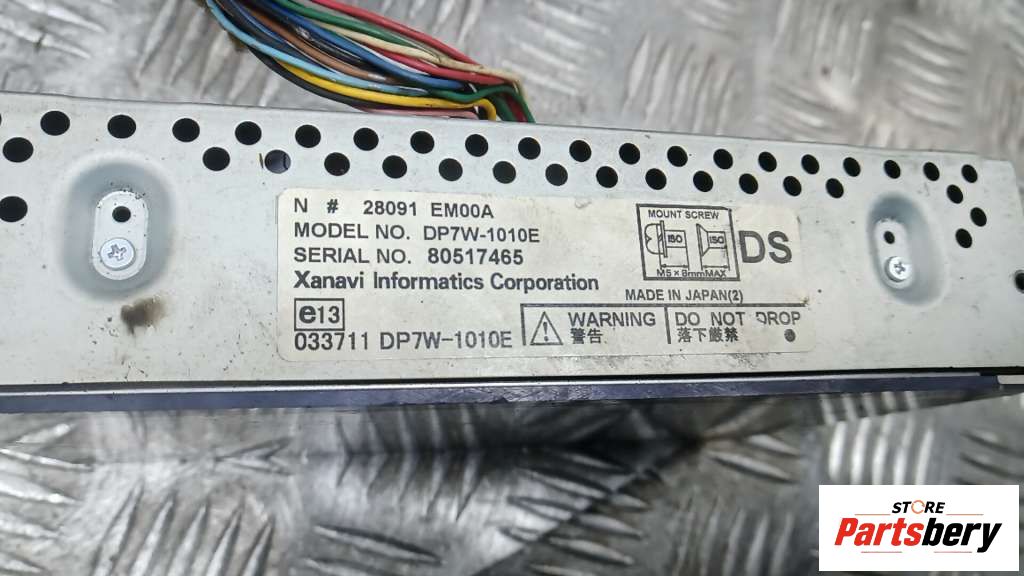 N # 28091 EM00A
MODEL NO. DP7W-1010E
SERIAL NO. 80517465
Xanavi Informatics Corporation
MOUNT SCREW
ISO ISO
M5×8mmMAX
DS
MADE IN JAPAN(2)
e13
033711 DP7W-1010E
WARNING
警告
DO NOT DROP
落下厳禁
STORE
Partsbery